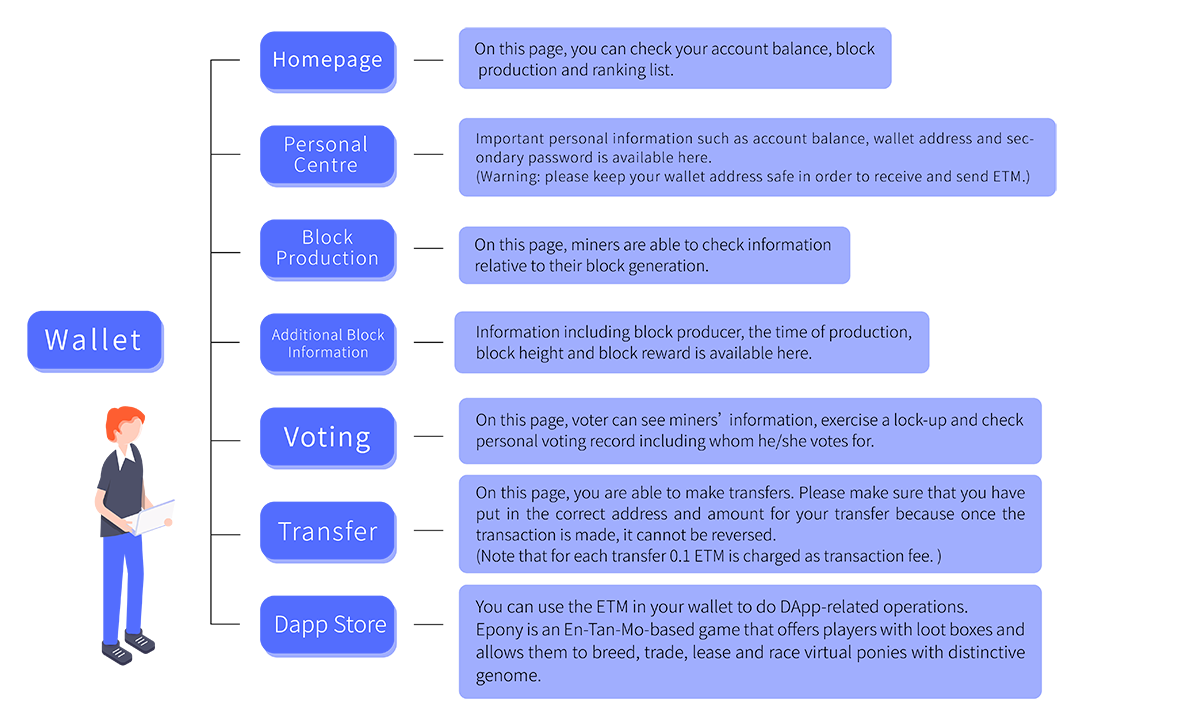 Homepage
On this page, you can check your account balance, block
production and ranking list.
Personal
Centre
Important personal information such as account balance, wallet address and sec-
ondary password is available here.
(Warning: please keep your wallet address safe in order to receive and send ETM.)
Block
Production
On this page, miners are able to check information
relative to their block generation.
Wallet
Additional Block
Information
Information including block producer, the time of production,
block height and block reward is available here.
Voting
On this page, voter can see miners’ information, exercise a lock-up and check
personal voting record including whom he/she votes for.
Transfer
On this page, you are able to make transfers. Please make sure that you have
put in the correct address and amount for your transfer because once the
transaction is made, it cannot be reversed.
(Note that for each transfer 0.1 ETM is charged as transaction fee. )
Dapp Store
You can use the ETM in your wallet to do DApp-related operations.
Epony is an En-Tan-Mo-based game that offers players with loot boxes and
allows them to breed, trade, lease and race virtual ponies with distinctive
genome.